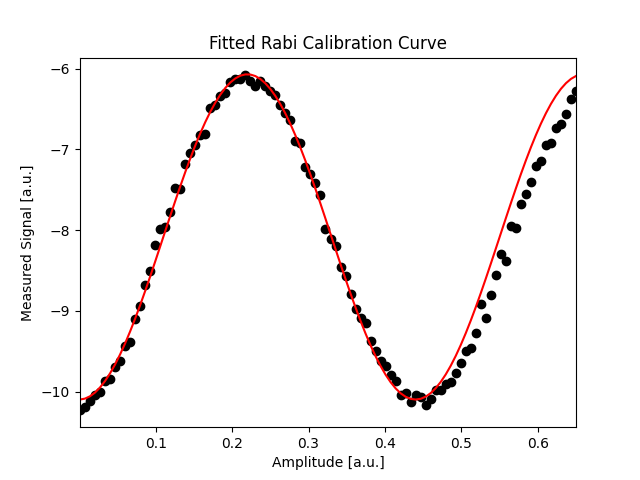 Fitted Rabi Calibration Curve
Measured Signal [a.u.]
−6
−7
−8
−9
−10
0.1 0.2 0.3 0.4 0.5 0.6
Amplitude [a.u.]